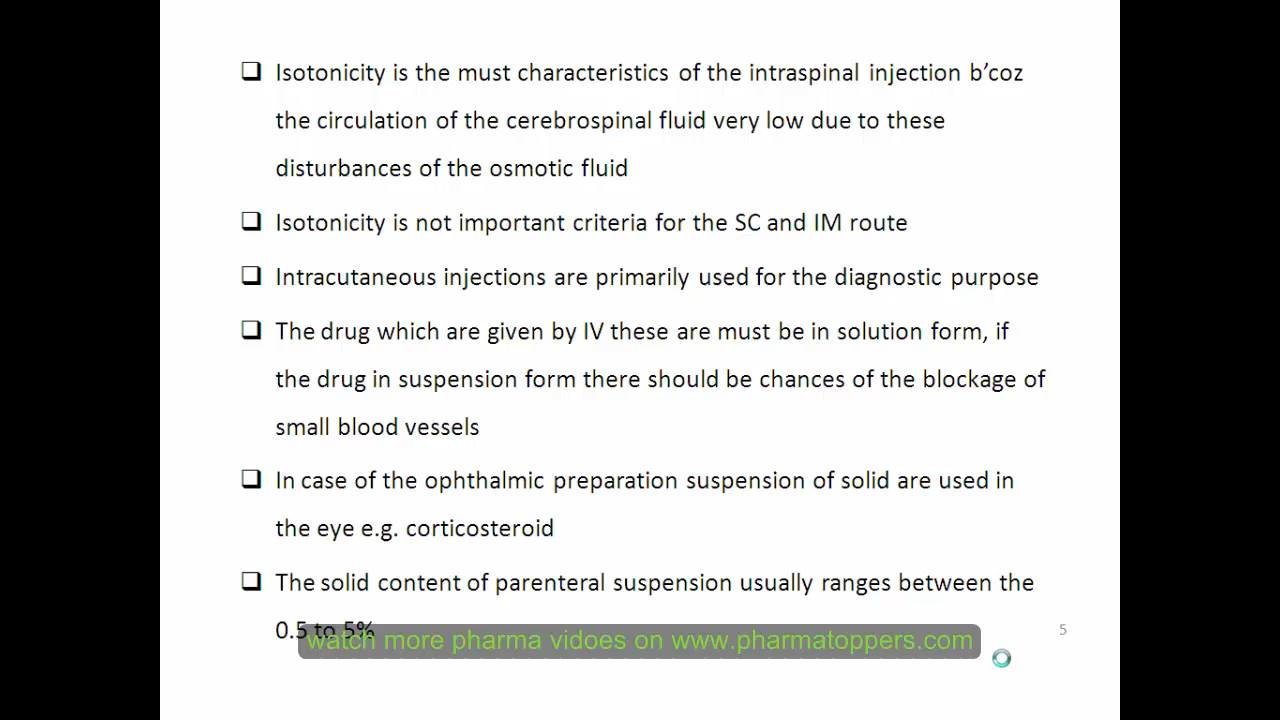 Isotonicity is the must characteristics of the intraspinal injection b’coz
the circulation of the cerebrospinal fluid very low due to these
disturbances of the osmotic fluid
Isotonicity is not important criteria for the SC and IM route
Intracutaneous injections are primarily used for the diagnostic purpose
The drug which are given by IV these are must be in solution form, if
the drug in suspension form there should be chances of the blockage of
small blood vessels
In case of the ophthalmic preparation suspension of solid are used in
the eye e.g. corticosteroid
The solid content of parenteral suspension usually ranges between the
0.5 to 5%
5
watch more pharma vidoes on www.pharmatoppers.com